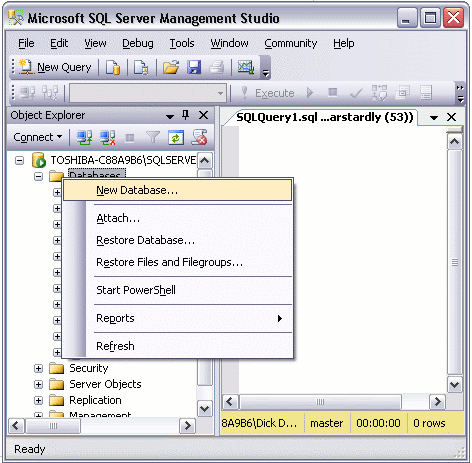 Microsoft SQL Server Management Studio
File Edit View Debug Tools Window Community Help
New Query
Execute
Object Explorer
SQLQuery1.sql ...arstardly (53))
Connect
TOSHIBA-C88A9B6\SQLSERVE
Databases
New Database...
Attach...
Restore Database...
Restore Files and Filegroups...
Start PowerShell
Reports
Refresh
Security
Server Objects
Replication
Management
8A9B6\Dick D... master 00:00:00 0 rows
Ready